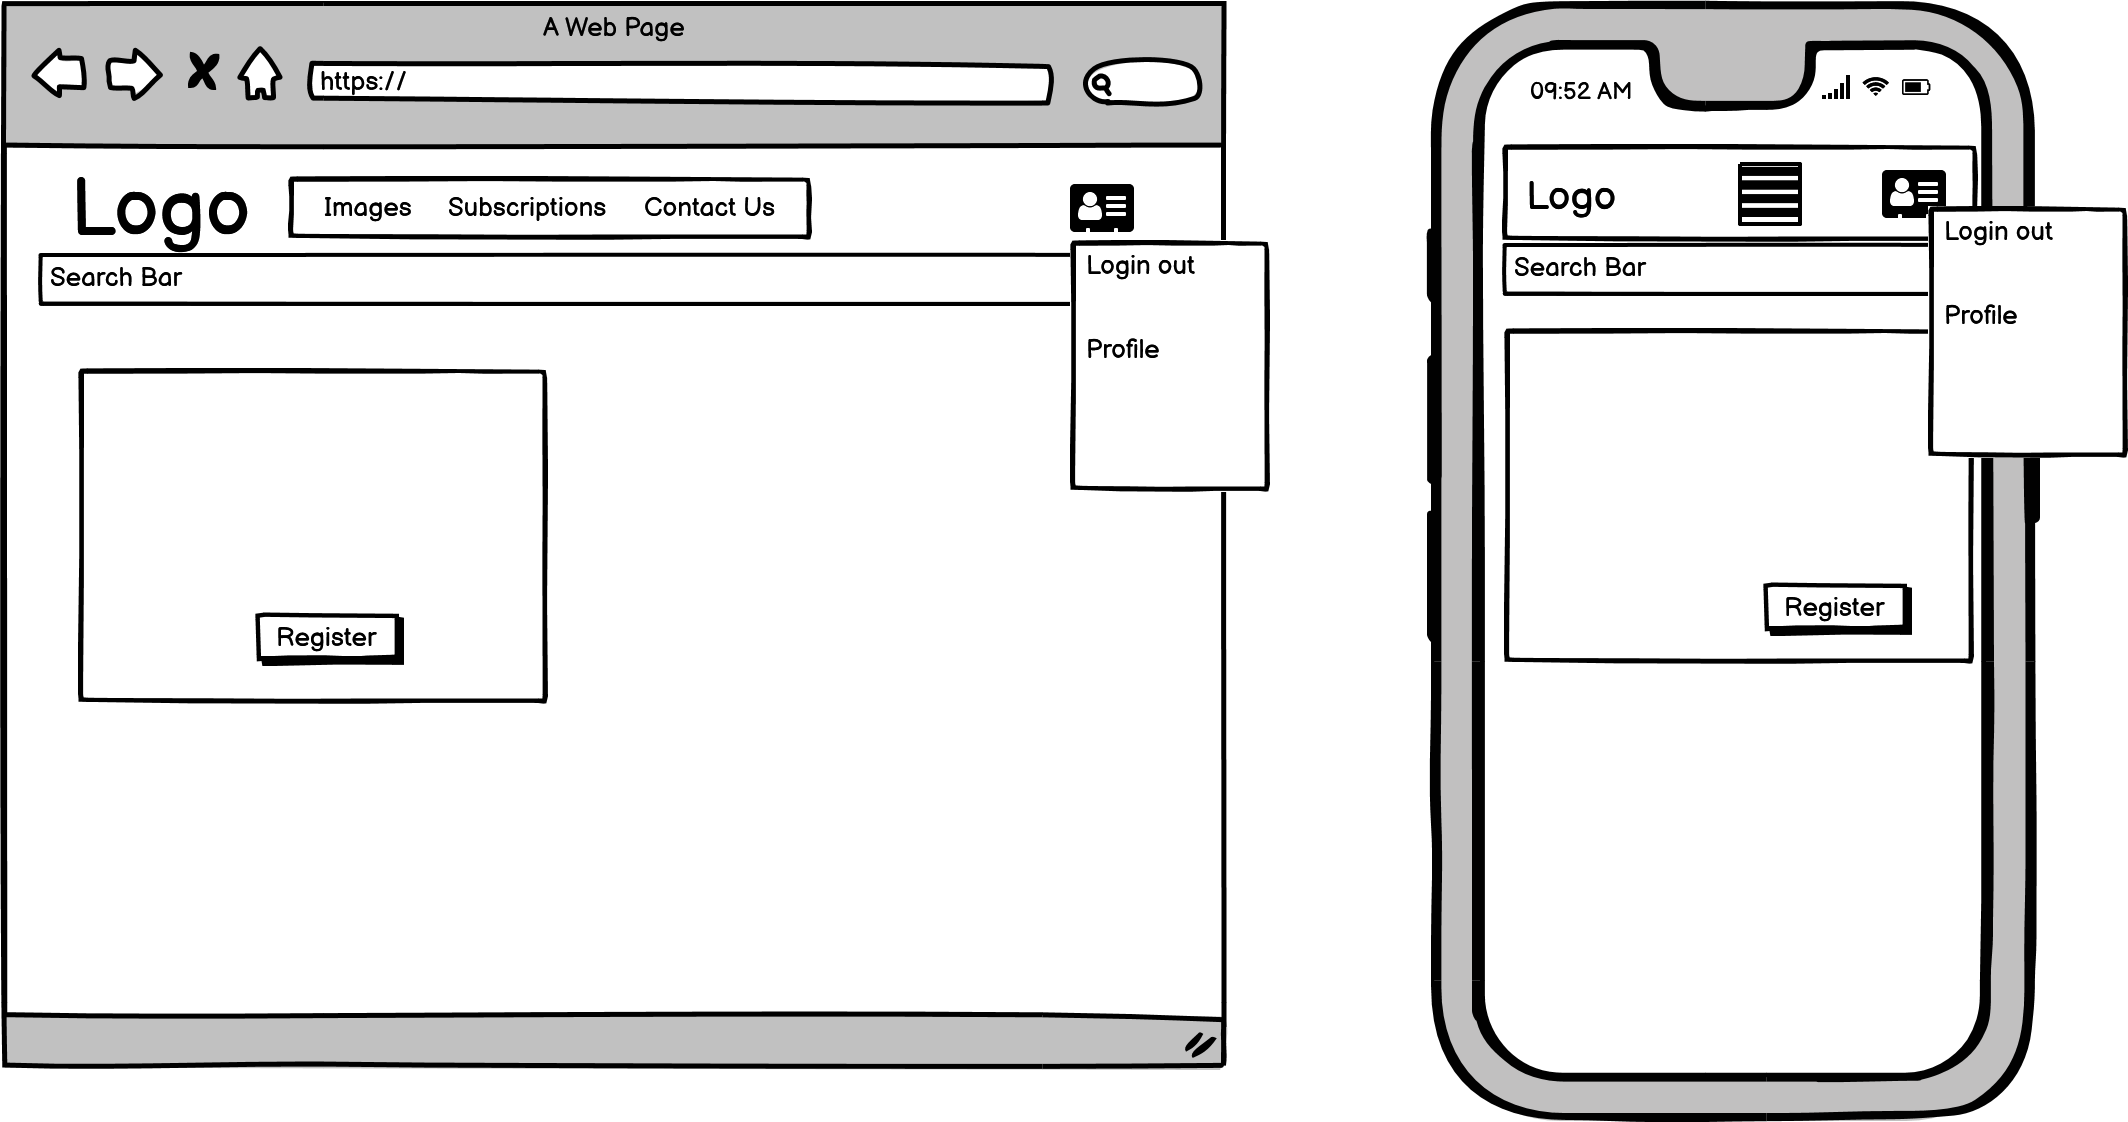 A Web Page
https://
Logo
Images Subscriptions Contact Us
Search Bar
Login out
Profile
Register
09:52 AM
Logo
Search Bar
Login out
Profile
Register